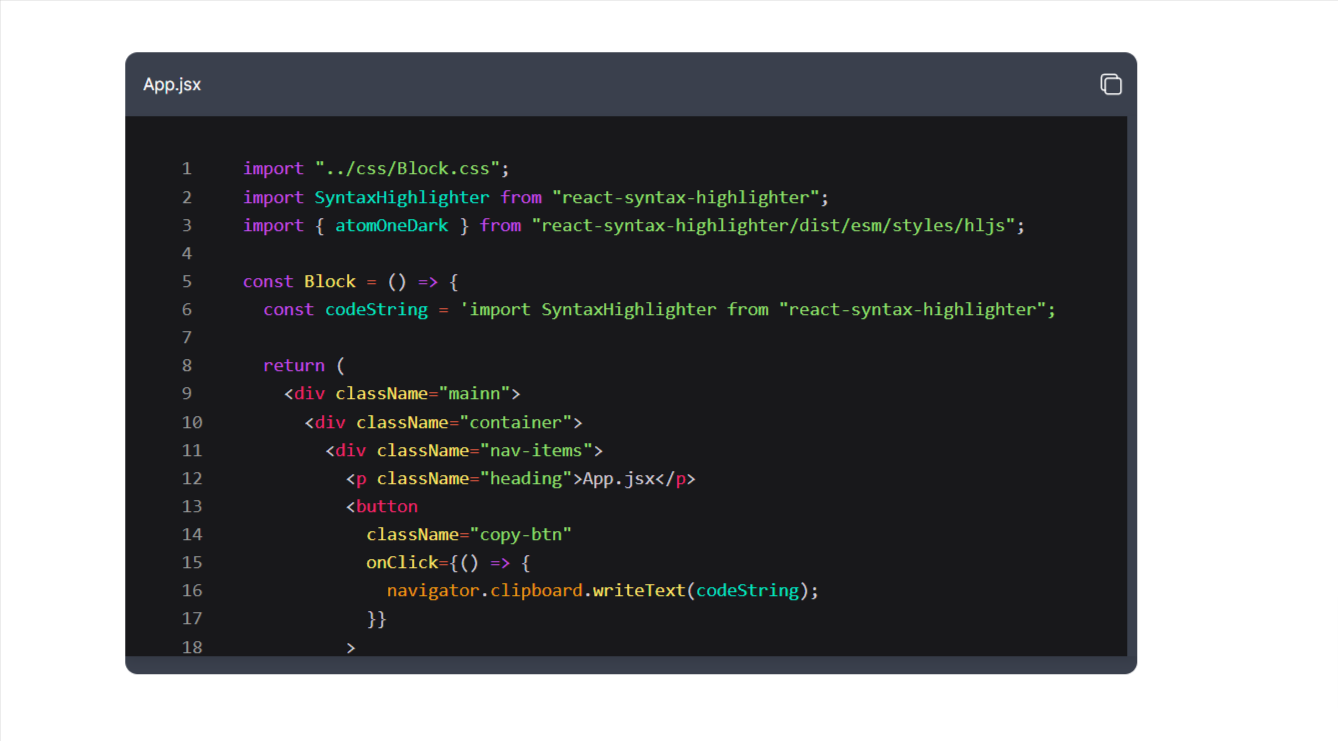 App.jsx
1 import "../css/Block.css";
2 import SyntaxHighlighter from "react-syntax-highlighter";
3 import { atomOneDark } from "react-syntax-highlighter/dist/esm/styles/hljs";
4
5 const Block = () => {
6   const codeString = 'import SyntaxHighlighter from "react-syntax-highlighter";
7
8   return (
9     <div className="mainn">
10       <div className="container">
11         <div className="nav-items">
12           <p className="heading">App.jsx</p>
13           <button
14             className="copy-btn"
15             onClick={() => {
16               navigator.clipboard.writeText(codeString);
17             }}
18           >